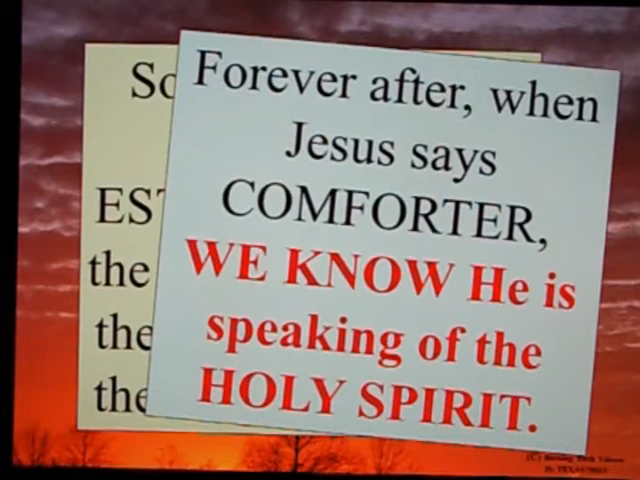 So
EST
the
the
the
Forever after, when
Jesus says
COMFORTER,
WE KNOW He is
speaking of the
HOLY SPIRIT.